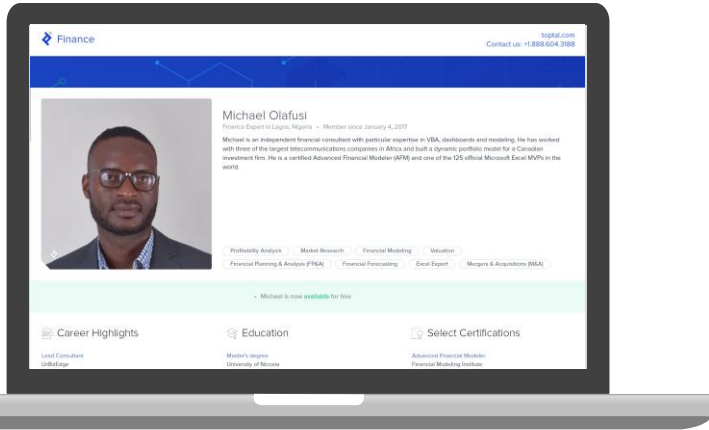 Finance
toptal.com
Contact us: +1.888.604.3188
Michael Olafusi
Finance Expert in Lagos, Nigeria • Member since January 4, 2017
Michael is an independent financial consultant with particular expertise in VBA, dashboards and modeling. He has worked
with three of the largest telecommunications companies in Africa and built a dynamic portfolio model for a Canadian
investment firm. He is a certified Advanced Financial Modeler (AFM) and one of the 125 official Microsoft Excel MVPs in the
world.
Profitability Analysis Market Research Financial Modeling Valuation
Financial Planning & Analysis (FP&A) Financial Forecasting Excel Expert Mergers & Acquisitions (M&A)
• Michael is now available for hire
Career Highlights Education Select Certifications
Lead Consultant Master's degree Advanced Financial Modeler
UrBizEdge University of Nicosia Financial Modeling Institute